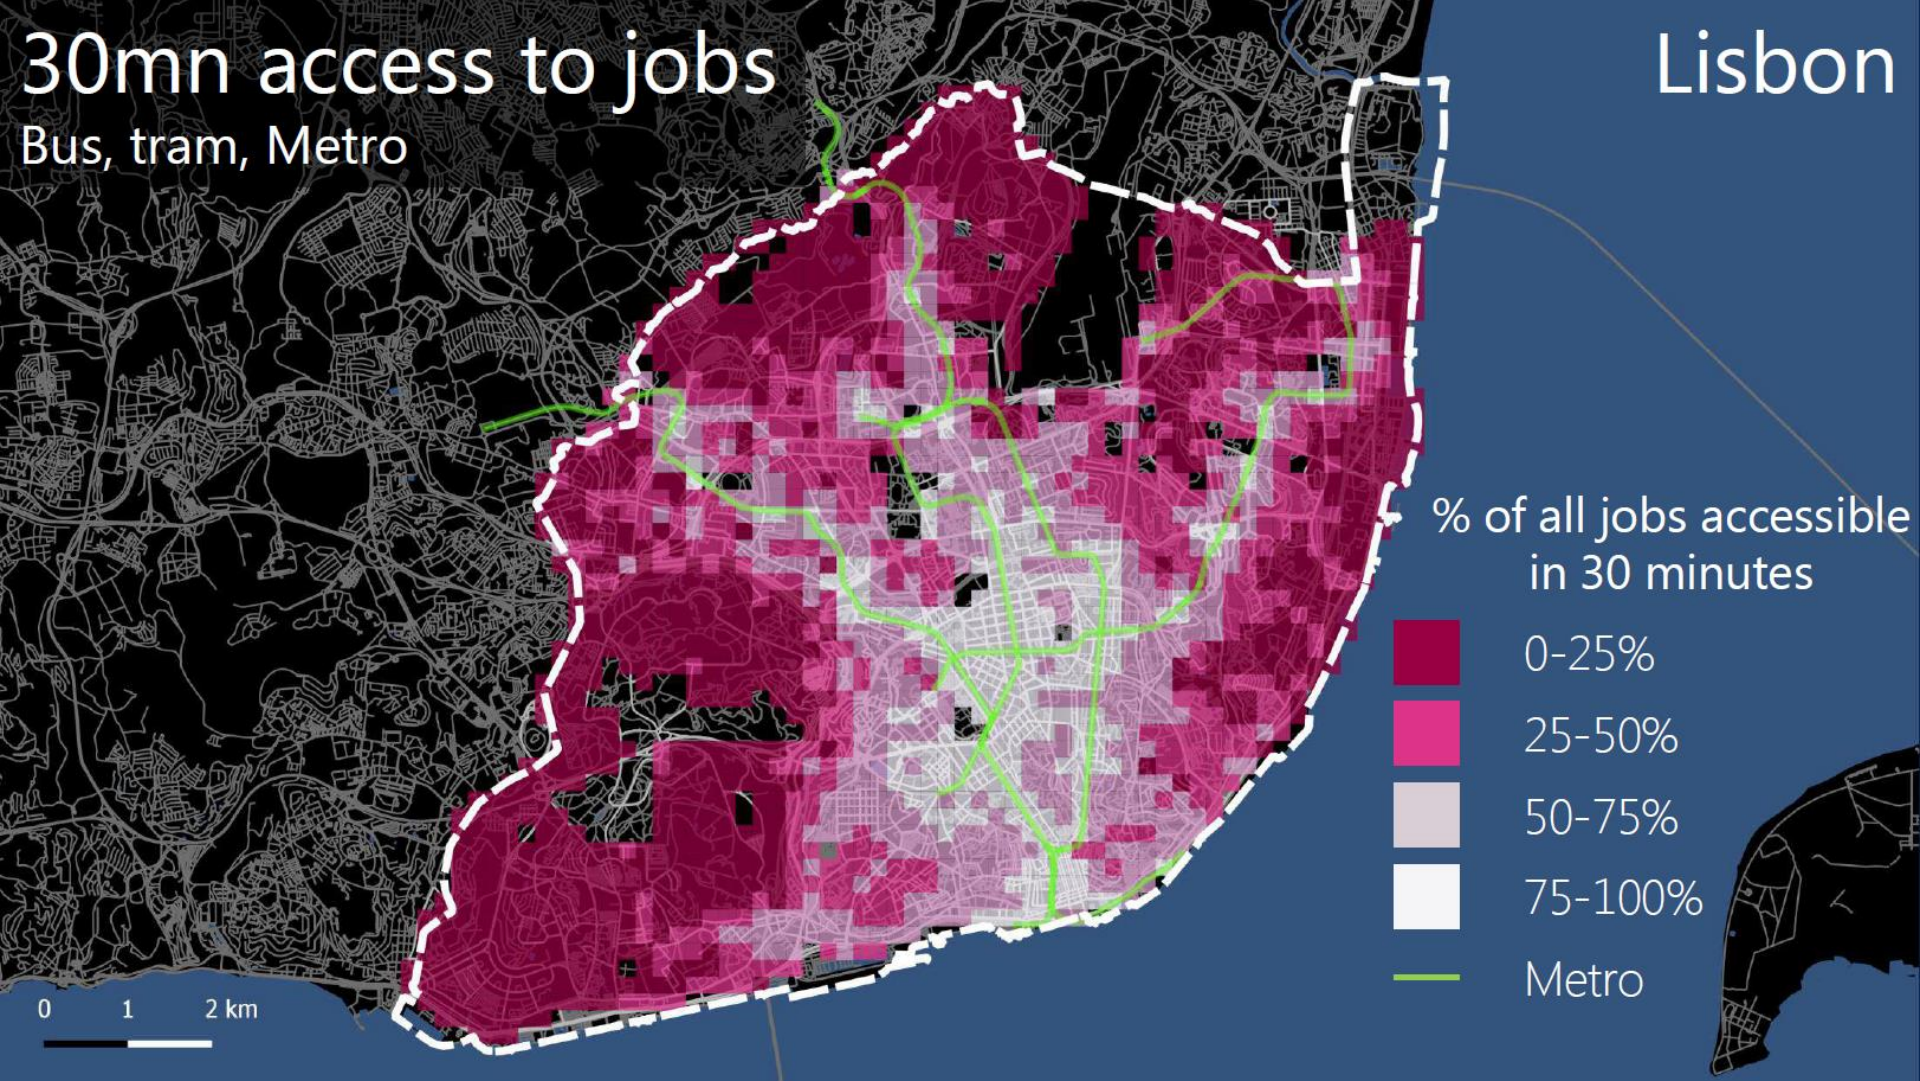 30mn access to jobs
Bus, tram, Metro
Lisbon
% of all jobs accessible
in 30 minutes
0-25%
25-50%
50-75%
75-100%
Metro
0 1 2 km